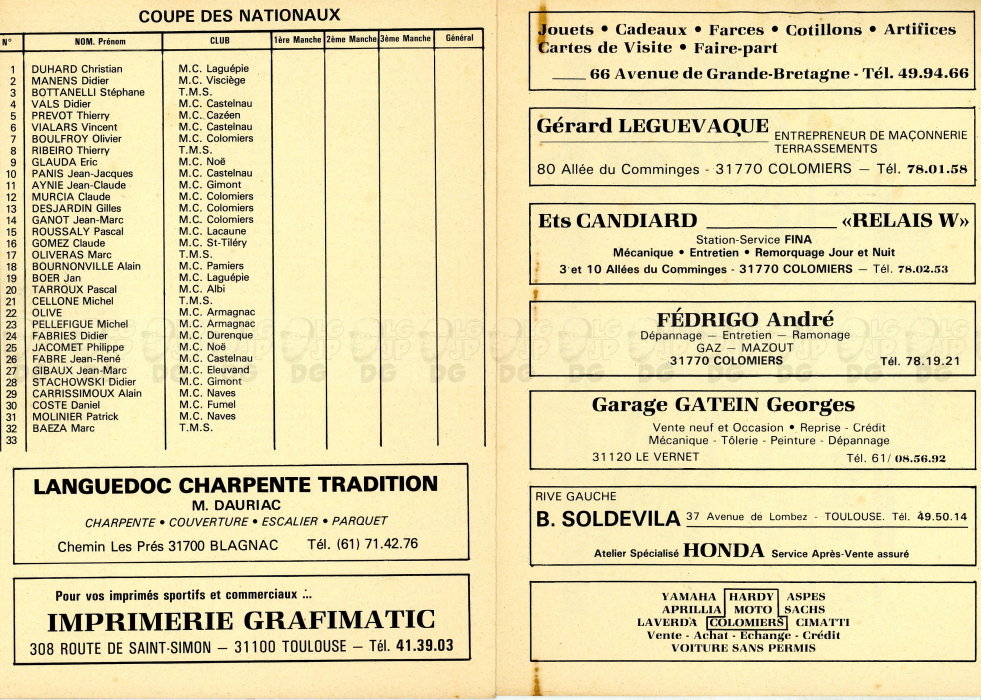 COUPE DES NATIONAUX
N° NOM. Prénom CLUB 1ère Manche 2ème Manche 3ème Manche Général
1 DUHARD Christian M.C. Laguépie
2 MANENS Didier M.C. Visciège
3 BOTTANELLI Stéphane T.M.S.
4 VALS Didier M.C. Castelnau
5 PREVOT Thierry M.C. Cazéen
6 VIALARS Vincent M.C. Castelnau
7 BOULFROY Olivier M.C. Colomiers
8 RIBEIRO Thierry T.M.S.
9 GLAUDA Eric M.C. Noë
10 PANIS Jean-Jacques M.C. Castelnau
11 AYNIE Jean-Claude M.C. Gimont
12 MURCIA Claude M.C. Colomiers
13 DESJARDIN Gilles M.C. Colomiers
14 GANOT Jean-Marc M.C. Colomiers
15 ROUSSALY Pascal M.C. Lacaune
16 GOMEZ Claude M.C. St-Tiléry
17 OLIVERAS Marc T.M.S.
18 BOURNONVILLE Alain M.C. Pamiers
19 BOER Jan M.C. Laguépie
20 TARROUX Pascal M.C. Albi
21 CELLONE Michel T.M.S.
22 OLIVE M.C. Armagnac
23 PELLEFIGUE Michel M.C. Armagnac
24 FABRIES Didier M.C. Durenque
25 JACOMET Philippe M.C. Noë
26 FABRE Jean-René M.C. Castelnau
27 GIBAUX Jean-Marc M.C. Eleuvand
28 STACHOWSKI Didier M.C. Gimont
29 CARRISSIMOUX Alain M.C. Naves
30 COSTE Daniel M.C. Fumel
31 MOLINIER Patrick M.C. Naves
32 BAEZA Marc T.M.S.
33
LANGUEDOC CHARPENTE TRADITION
M. DAURIAC
CHARPENTE • COUVERTURE • ESCALIER • PARQUET
Chemin Les Prés 31700 BLAGNAC Tél. (61) 71.42.76
Pour vos imprimés sportifs et commerciaux ...
IMPRIMERIE GRAFIMATIC
308 ROUTE DE SAINT-SIMON — 31100 TOULOUSE — Tél. 41.39.03
Jouets • Cadeaux • Farces • Cotillons • Artifices
Cartes de Visite • Faire-part
66 Avenue de Grande-Bretagne - Tél. 49.94.66
Gérard LEGUEVAQUE ENTREPRENEUR DE MAÇONNERIE
TERRASSEMENTS
80 Allée du Comminges - 31770 COLOMIERS — Tél. 78.01.58
Ets CANDIARD «RELAIS W»
Station-Service FINA
Mécanique • Entretien • Remorquage Jour et Nuit
3 et 10 Allées du Comminges - 31770 COLOMIERS — Tél. 78.02.53
FÉDRIGO André
Dépannage — Entretien — Ramonage
GAZ — MAZOUT
31770 COLOMIERS Tél. 78.19.21
Garage GATEIN Georges
Vente neuf et Occasion • Reprise - Crédit
Mécanique - Tôlerie - Peinture - Dépannage
31120 LE VERNET Tél. 61/ 08.56.92
RIVE GAUCHE
B. SOLDEVILA 37 Avenue de Lombez - TOULOUSE. Tél. 49.50.14
Atelier Spécialisé HONDA Service Après-Vente assuré
YAMAHA HARDY ASPES
APRILLIA MOTO SACHS
LAVERDA COLOMIERS CIMATTI
Vente - Achat - Echange - Crédit
VOITURE SANS PERMIS